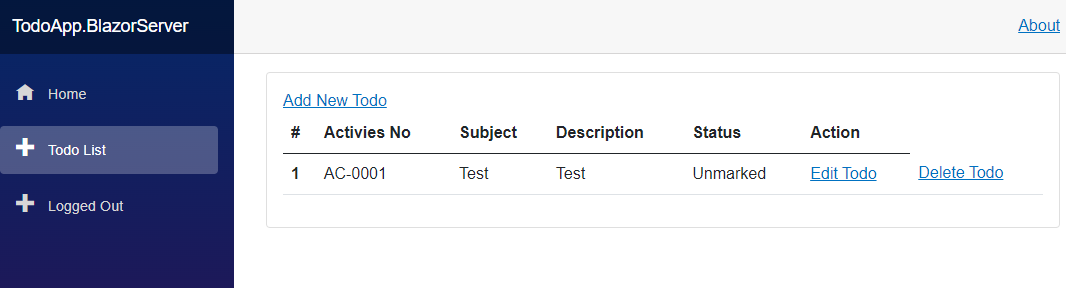 TodoApp.BlazorServer
About
Home
Todo List
Logged Out
Add New Todo
# Activies No Subject Description Status Action
1 AC-0001 Test Test Unmarked Edit Todo Delete Todo